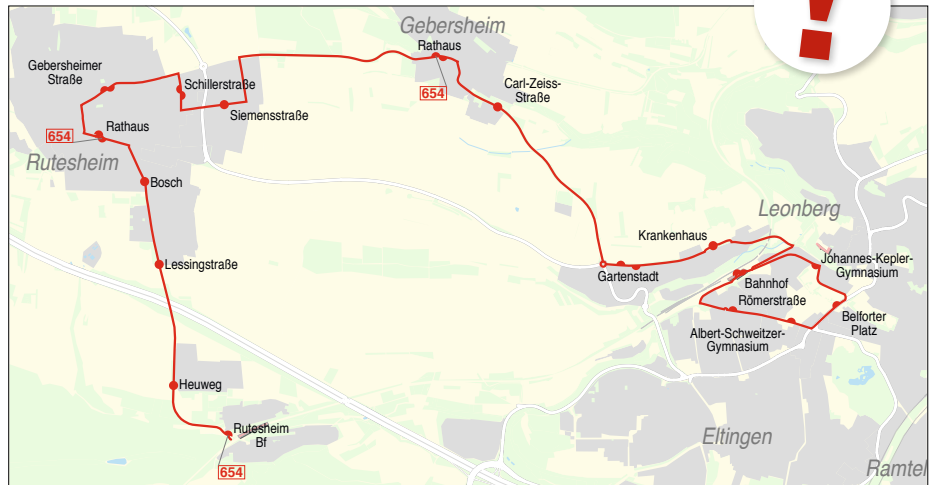 !
Gebersheim
Rathaus
654
Carl-Zeiss-
Straße
Gebersheimer
Straße
Schillerstraße
Siemensstraße
Rathaus
654
Rutesheim
Bosch
Lessingstraße
Heuweg
Rutesheim
Bf
654
Leonberg
Krankenhaus
Gartenstadt
Johannes-Kepler-
Gymnasium
Bahnhof
Römerstraße
Belforter
Platz
Albert-Schweitzer-
Gymnasium
Eltingen
Ramtel